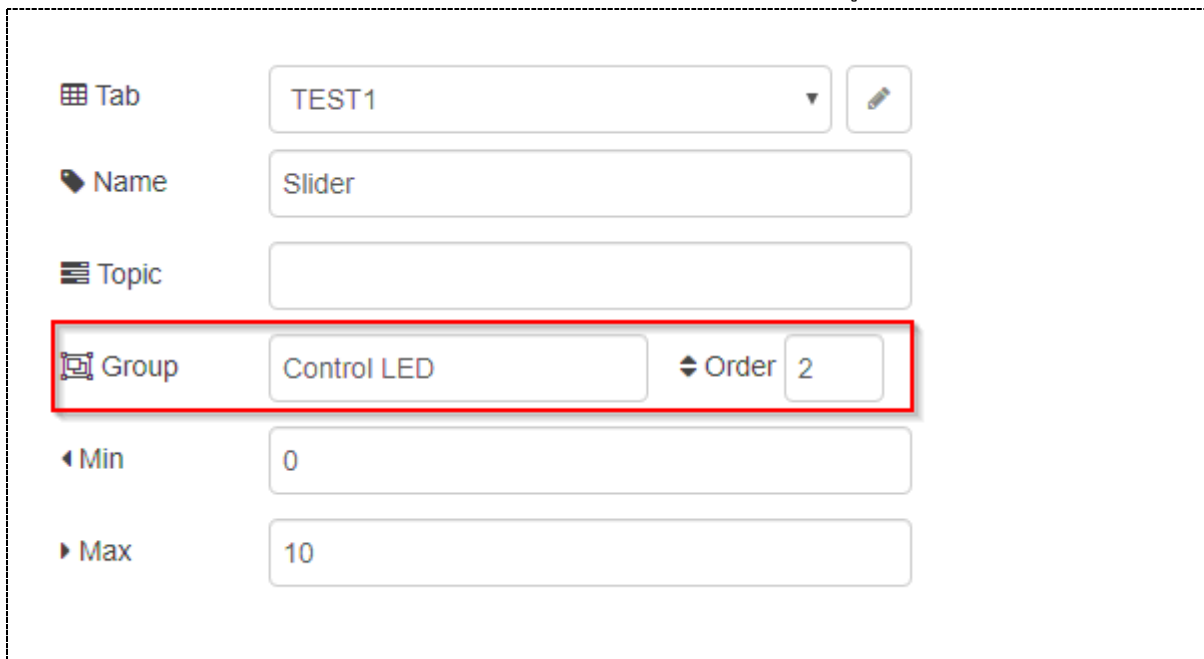 Tab TEST1
Name Slider
Topic
Group Control LED Order 2
Min 0
Max 10